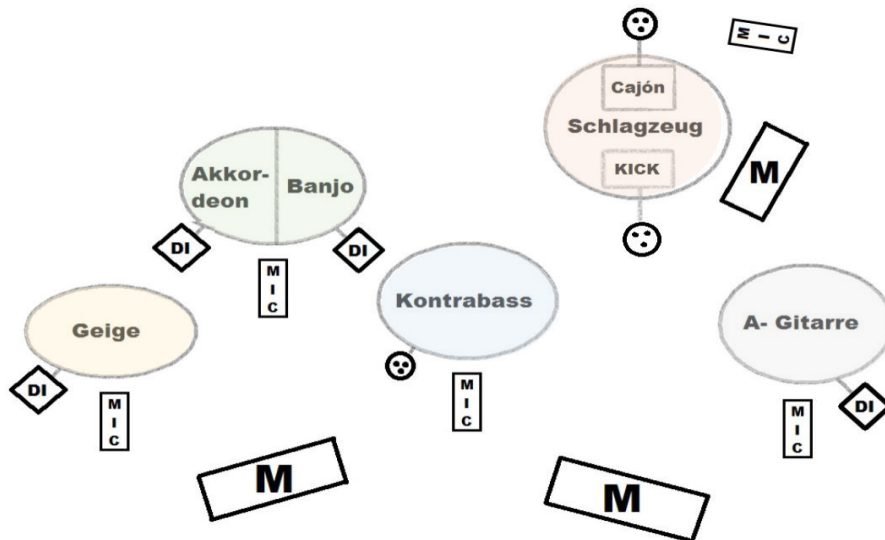 M I C
Cajón
Schlagzeug
KICK
M
Akkor-
deon
Banjo
DI
DI
M
I
C
Kontrabass
Geige
A- Gitarre
DI
M
I
C
M
I
C
M
I
C
DI
M
M